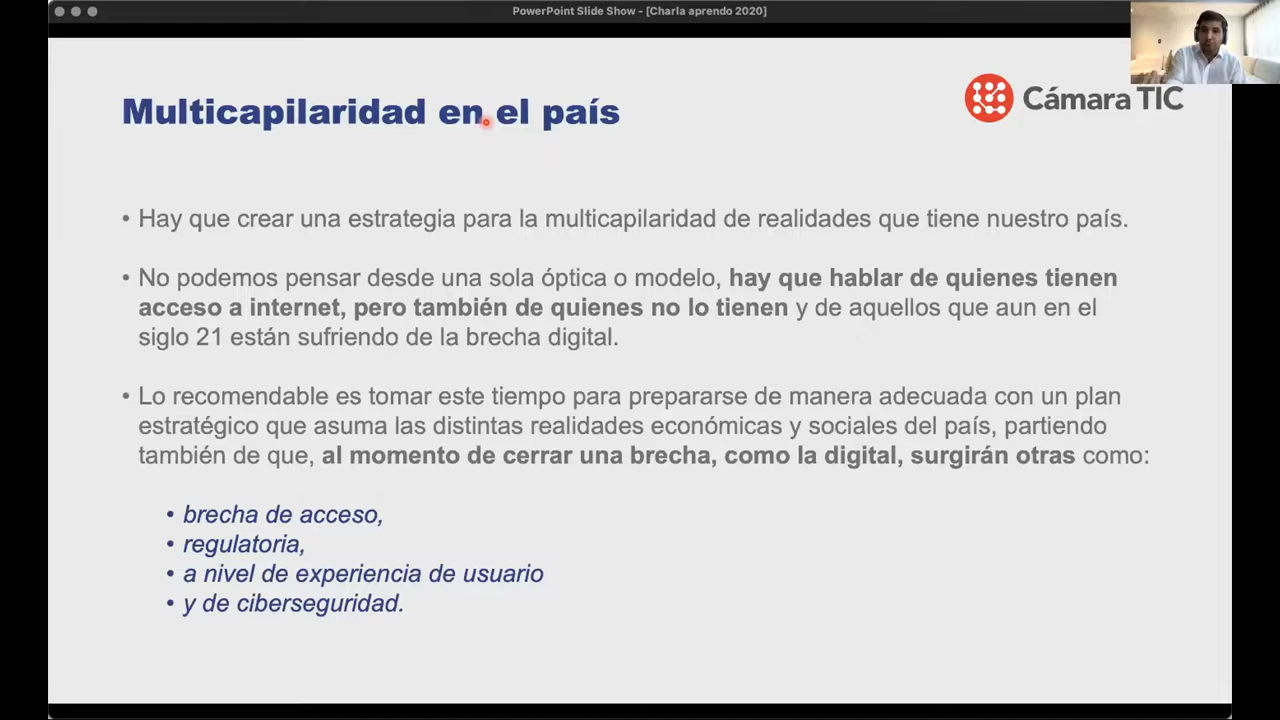 PowerPoint Slide Show - [Charla aprendo 2020]
Multicapilaridad en el país
Cámara TIC
• Hay que crear una estrategia para la multicapilaridad de realidades que tiene nuestro país.
• No podemos pensar desde una sola óptica o modelo, hay que hablar de quienes tienen
acceso a internet, pero también de quienes no lo tienen y de aquellos que aun en el
siglo 21 están sufriendo de la brecha digital.
• Lo recomendable es tomar este tiempo para prepararse de manera adecuada con un plan
estratégico que asuma las distintas realidades económicas y sociales del país, partiendo
también de que, al momento de cerrar una brecha, como la digital, surgirán otras como:
• brecha de acceso,
• regulatoria,
• a nivel de experiencia de usuario
• y de ciberseguridad.